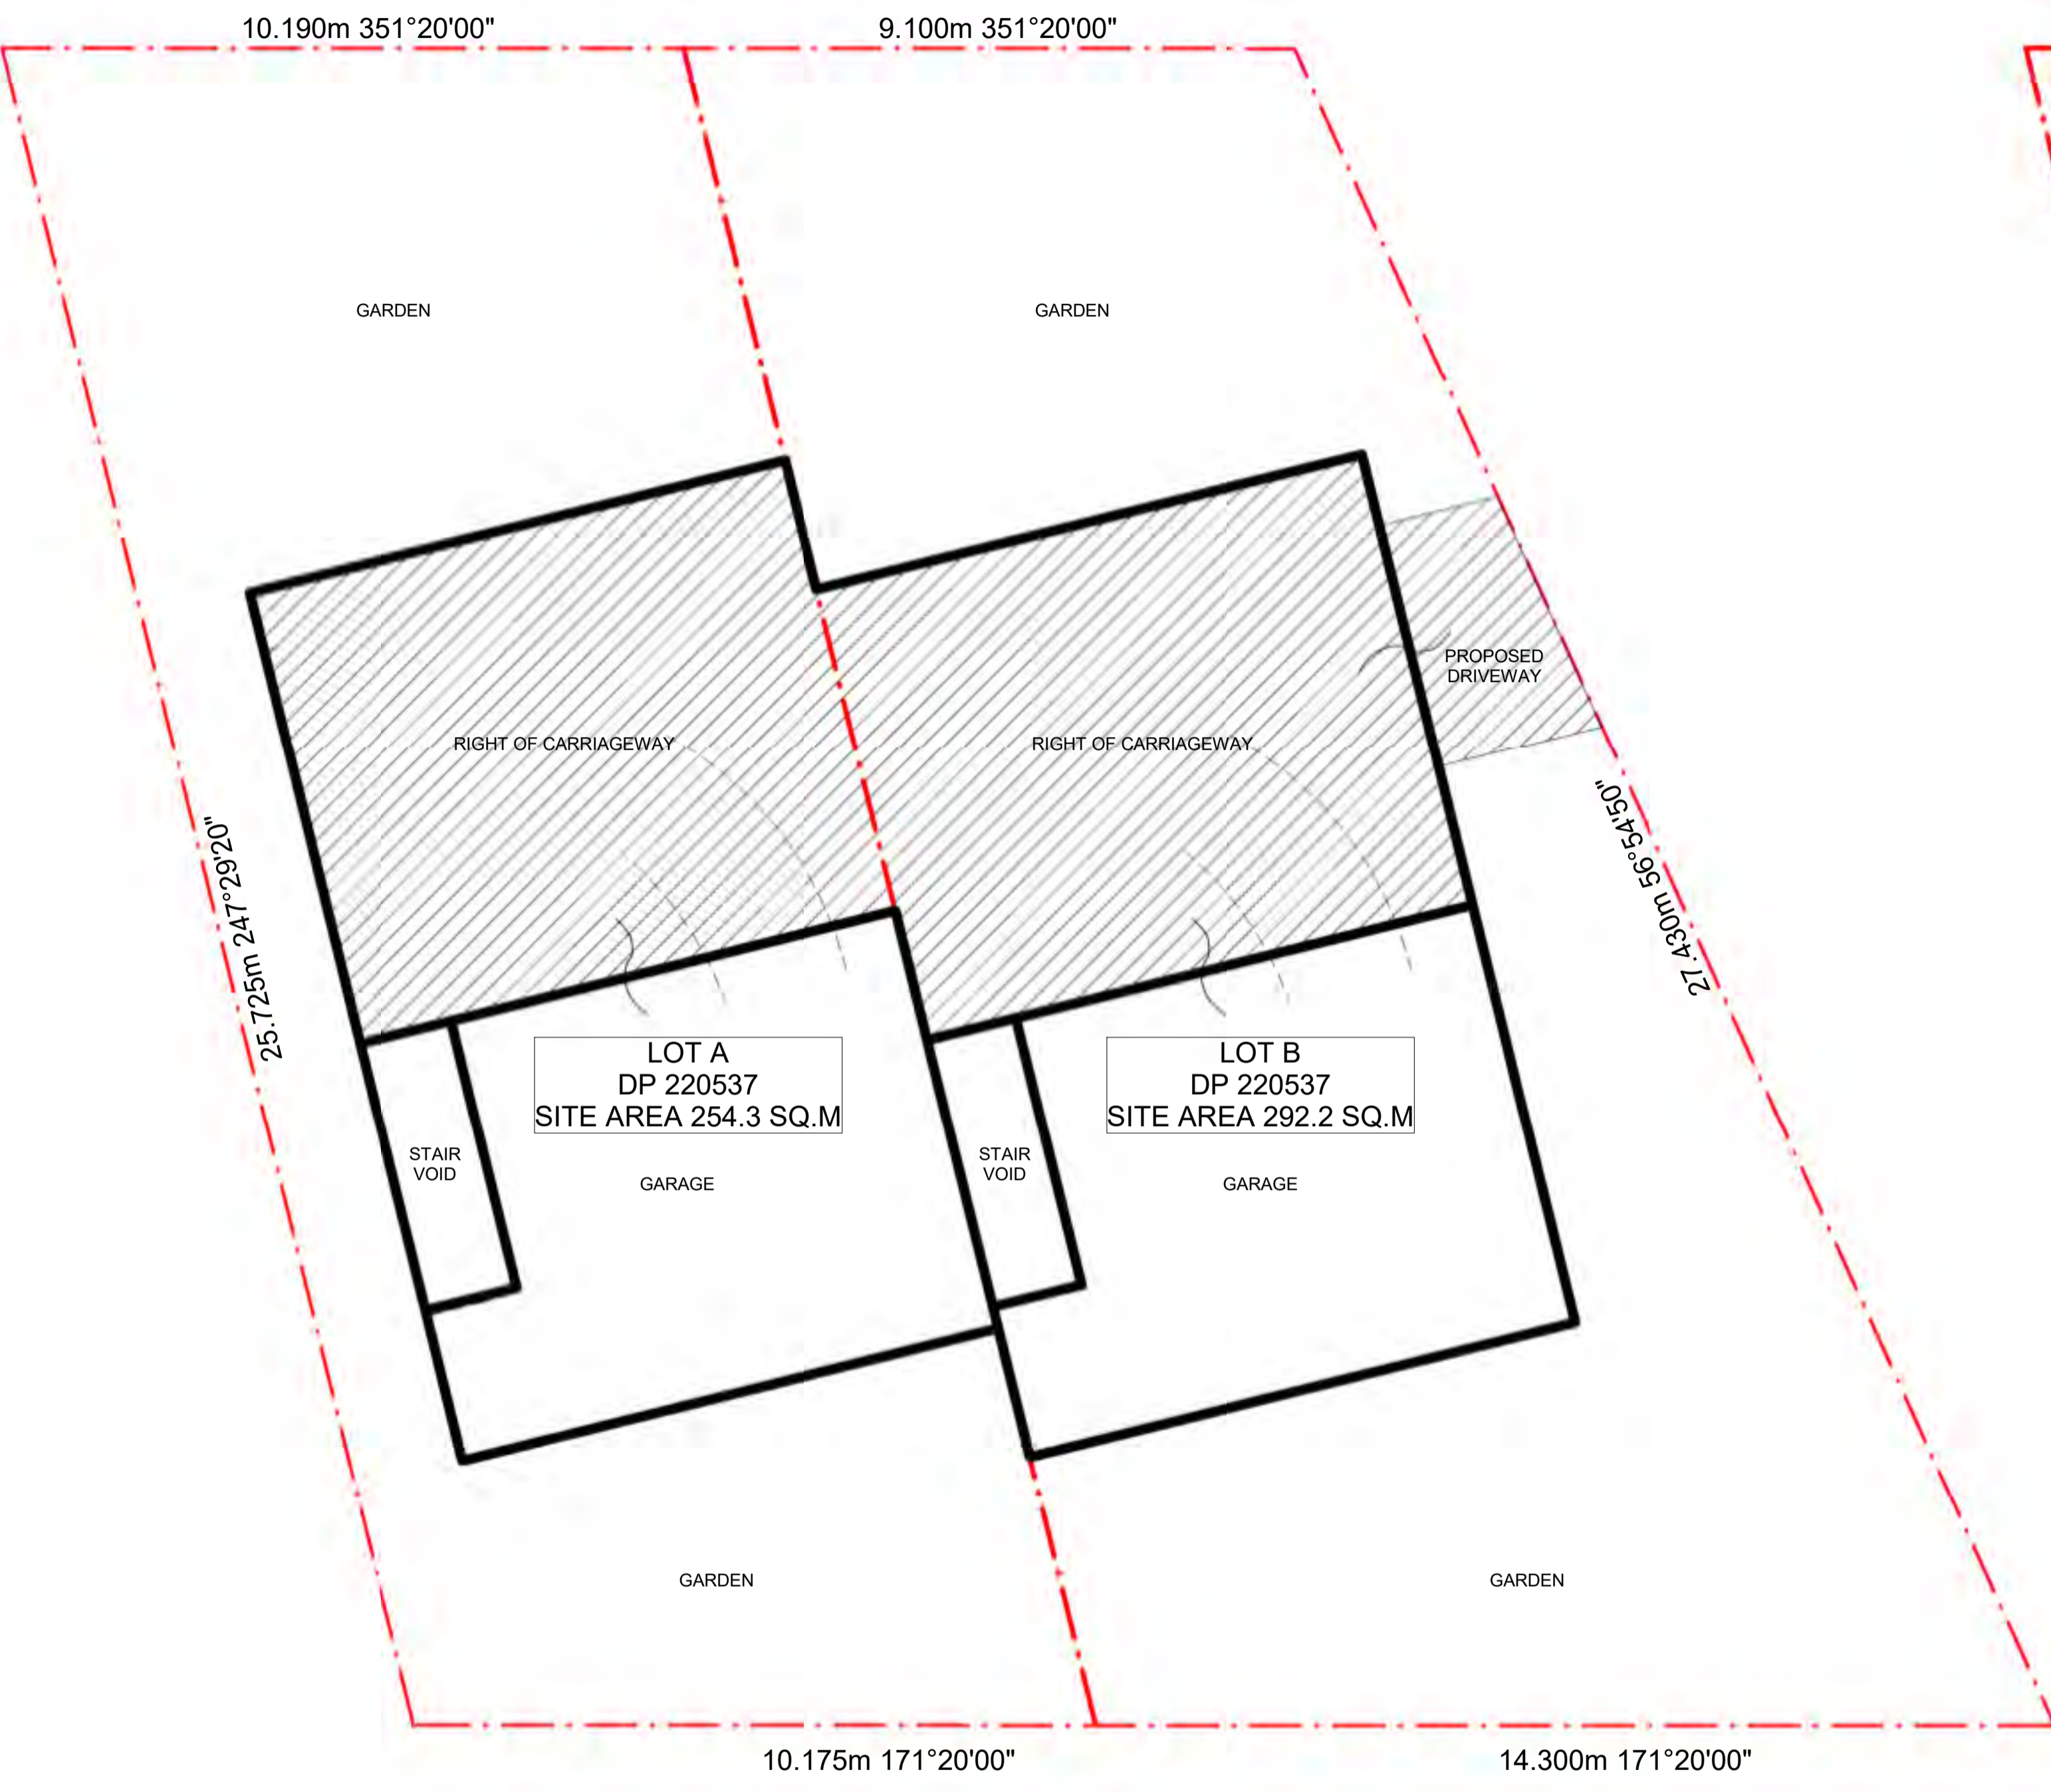 10.190m 351°20'00"
9.100m 351°20'00"
GARDEN
GARDEN
PROPOSED
DRIVEWAY
RIGHT OF CARRIAGEWAY
RIGHT OF CARRIAGEWAY
25.725m 247°29'20"
27.430m 56°54'50"
LOT A
DP 220537
SITE AREA 254.3 SQ.M
LOT B
DP 220537
SITE AREA 292.2 SQ.M
STAIR
VOID
GARAGE
STAIR
VOID
GARAGE
GARDEN
GARDEN
10.175m 171°20'00"
14.300m 171°20'00"